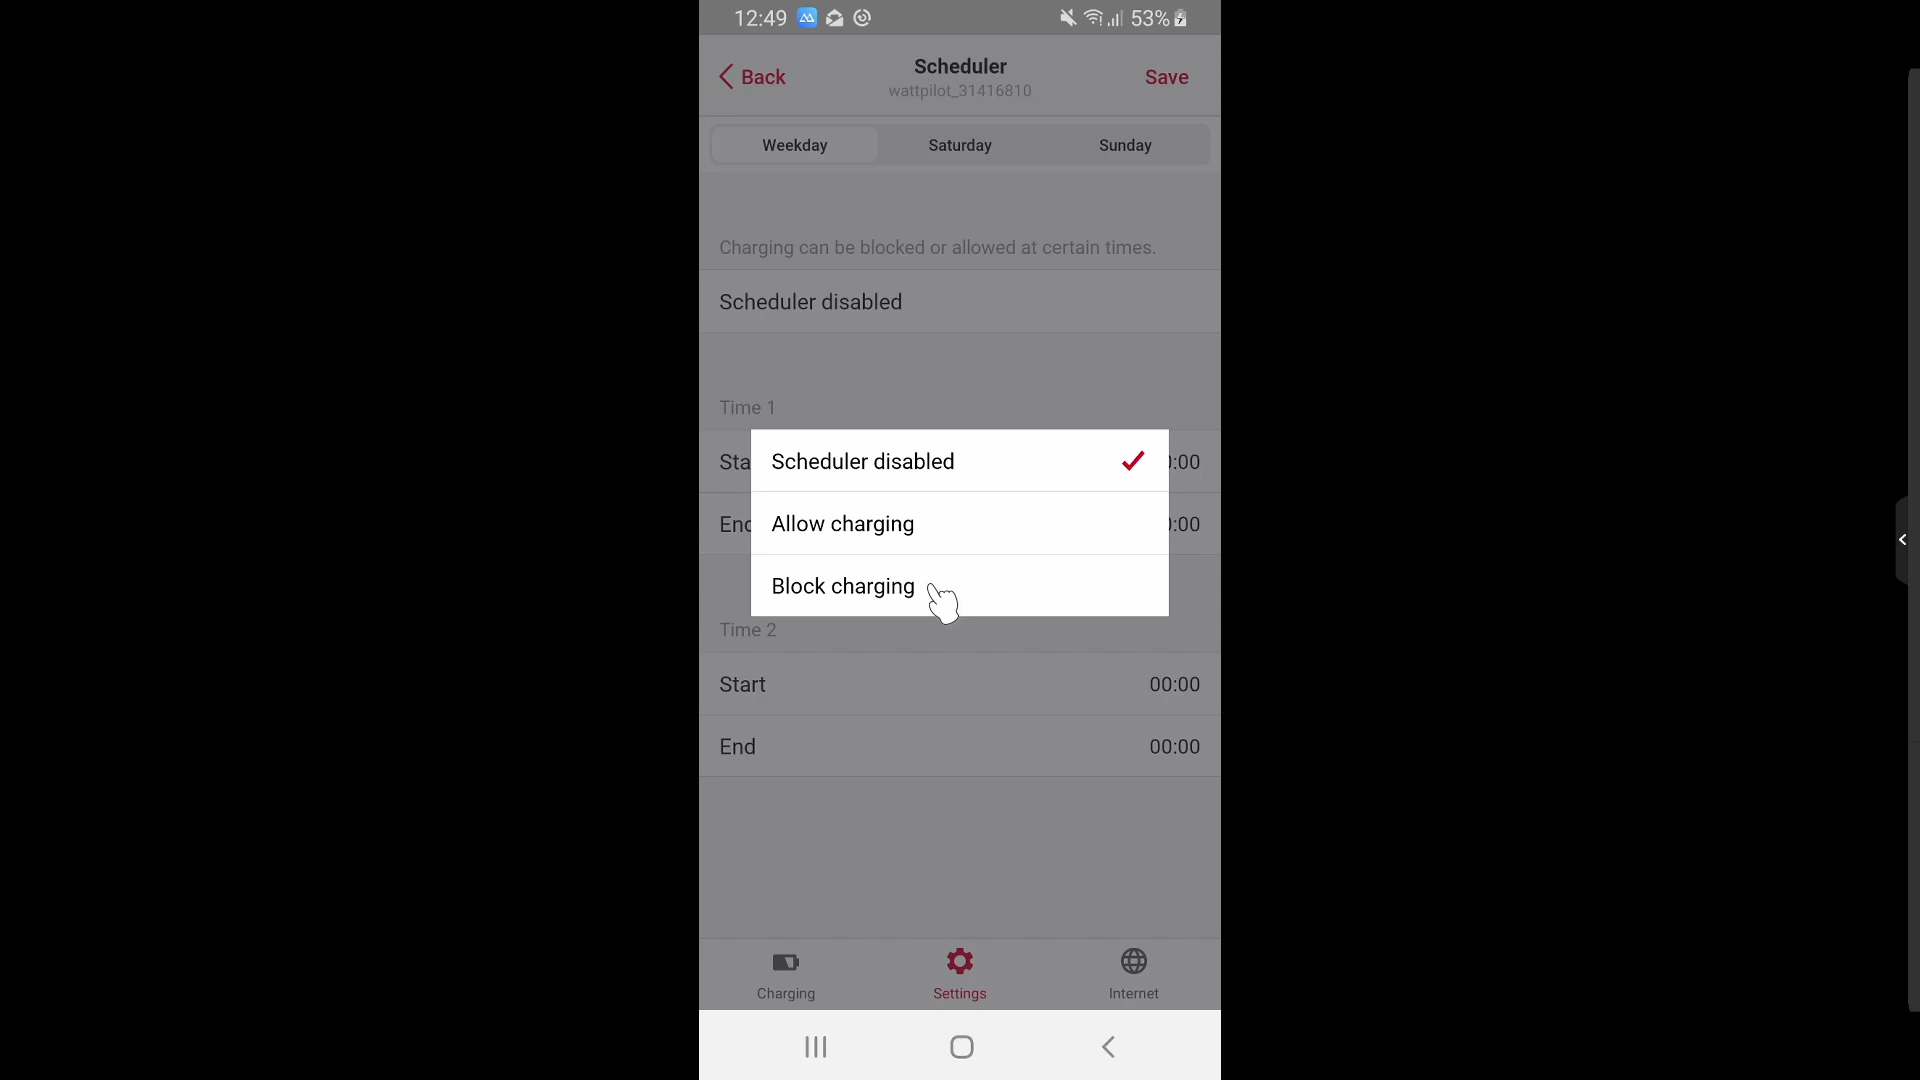 12:49 53%
Back Scheduler Save
wattpilot_31416810
Weekday Saturday Sunday
Charging can be blocked or allowed at certain times.
Scheduler disabled
Time 1
Sta :00
End :00
Scheduler disabled
Allow charging
Block charging
Time 2
Start 00:00
End 00:00
Charging Settings Internet